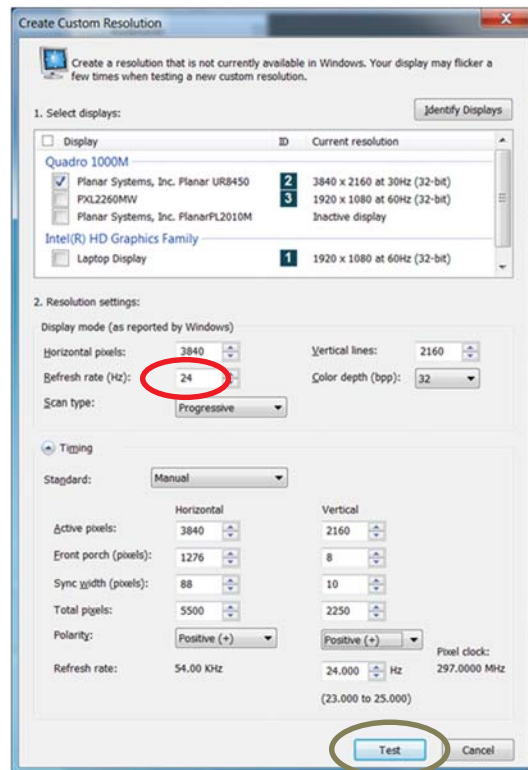 Create Custom Resolution
Create a resolution that is not currently available in Windows. Your display may flicker a
few times when testing a new custom resolution.
1. Select displays:
Identify Displays
Display ID Current resolution
Quadro 1000M
Planar Systems, Inc. Planar UR8450 2 3840 x 2160 at 30Hz (32-bit)
PXL2260MW 3 1920 x 1080 at 60Hz (32-bit)
Planar Systems, Inc. PlanarPL2010M Inactive display
Intel(R) HD Graphics Family
Laptop Display 1 1920 x 1080 at 60Hz (32-bit)
2. Resolution settings:
Display mode (as reported by Windows)
Horizontal pixels: 3840 Vertical lines: 2160
Refresh rate (Hz): 24 Color depth (bpp): 32
Scan type: Progressive
Timing
Standard: Manual
Horizontal Vertical
Active pixels: 3840 2160
Front porch (pixels): 1276 8
Sync width (pixels): 88 10
Total pixels: 5500 2250
Polarity: Positive (+) Positive (+)
Pixel clock:
Refresh rate: 54.00 KHz 24.000 Hz 297.0000 MHz
(23.000 to 25.000)
Test Cancel